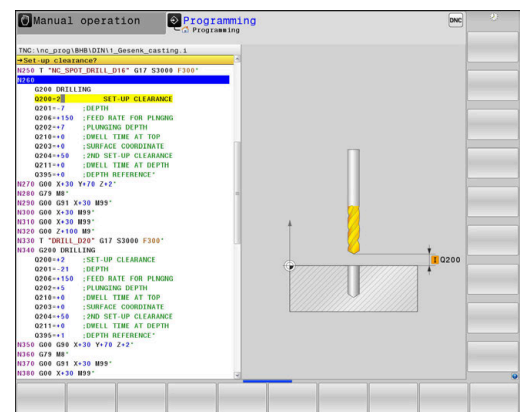 Manual operation
Programming
Programming
DNC
TNC:\nc_prog\BHB\DIN\1_Gesenk_casting.i
→Set-up clearance?
N250 T "NC_SPOT_DRILL_D16" G17 S3000 F300*
N260
G200 DRILLING
Q200=2 SET-UP CLEARANCE
Q201=-7 ;DEPTH
Q206=+150 ;FEED RATE FOR PLNGNG
Q202=+7 ;PLUNGING DEPTH
Q210=+0 ;DWELL TIME AT TOP
Q203=+0 ;SURFACE COORDINATE
Q204=+50 ;2ND SET-UP CLEARANCE
Q211=+0 ;DWELL TIME AT DEPTH
Q395=+0 ;DEPTH REFERENCE*
N270 G00 X+30 Y+70 Z+2*
N280 G79 M8*
N290 G00 G91 X+30 M99*
N300 G00 X+30 M99*
N310 G00 X+30 M99*
N320 G00 Z+100 M9*
N330 T "DRILL_D20" G17 S3000 F300*
N340 G200 DRILLING
Q200=+2 ;SET-UP CLEARANCE
Q201=-21 ;DEPTH
Q206=+150 ;FEED RATE FOR PLNGNG
Q202=+5 ;PLUNGING DEPTH
Q210=+0 ;DWELL TIME AT TOP
Q203=+0 ;SURFACE COORDINATE
Q204=+50 ;2ND SET-UP CLEARANCE
Q211=+0 ;DWELL TIME AT DEPTH
Q395=+1 ;DEPTH REFERENCE*
N350 G00 G90 X+30 Y+70 Z+2*
N360 G79 M8*
N370 G00 G91 X+30 M99*
N380 G00 X+30 M99*
Q200